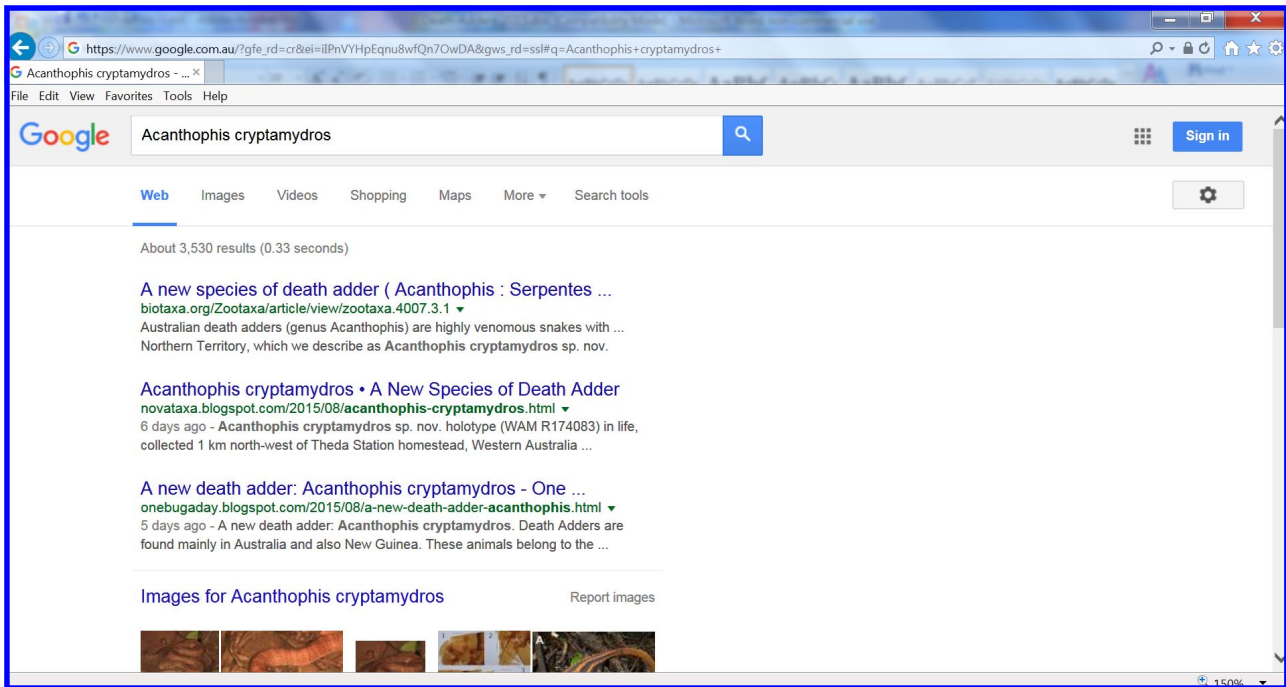 https://www.google.com.au/?gfe_rd=cr&ei=iIPnVYHpEqnu8wfQn7OwDA&gws_rd=ssl#q=Acanthophis+cryptamydros+
Acanthophis cryptamydros - ...
File Edit View Favorites Tools Help
Google Acanthophis cryptamydros Sign in
Web Images Videos Shopping Maps More Search tools
About 3,530 results (0.33 seconds)
A new species of death adder ( Acanthophis : Serpentes ...
biotaxa.org/Zootaxa/article/view/zootaxa.4007.3.1
Australian death adders (genus Acanthophis) are highly venomous snakes with ...
Northern Territory, which we describe as Acanthophis cryptamydros sp. nov.
Acanthophis cryptamydros • A New Species of Death Adder
novataxa.blogspot.com/2015/08/acanthophis-cryptamydros.html
6 days ago - Acanthophis cryptamydros sp. nov. holotype (WAM R174083) in life,
collected 1 km north-west of Theda Station homestead, Western Australia ...
A new death adder: Acanthophis cryptamydros - One ...
onebugaday.blogspot.com/2015/08/a-new-death-adder-acanthophis.html
5 days ago - A new death adder: Acanthophis cryptamydros. Death Adders are
found mainly in Australia and also New Guinea. These animals belong to the ...
Images for Acanthophis cryptamydros Report images
A
150%